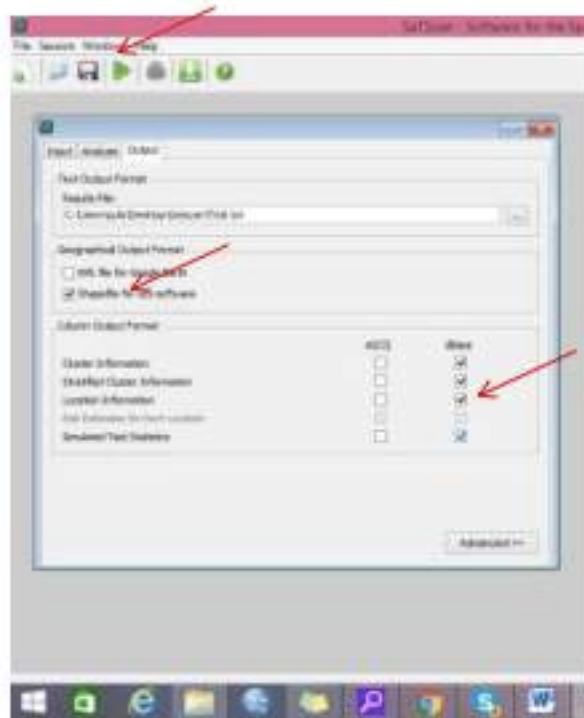 SaTScan - Software for the Sp
File Session Window Help
Input Analysis Output
Text Output Format
Results File:
Geographical Output Format
KML file for Google Earth
Shapefile for GIS software
Column Output Format
ASCII dBase
Cluster Information
Stratified Cluster Information
Location Information
Risk Estimates for Each Location
Simulated Test Statistics
Advanced >>